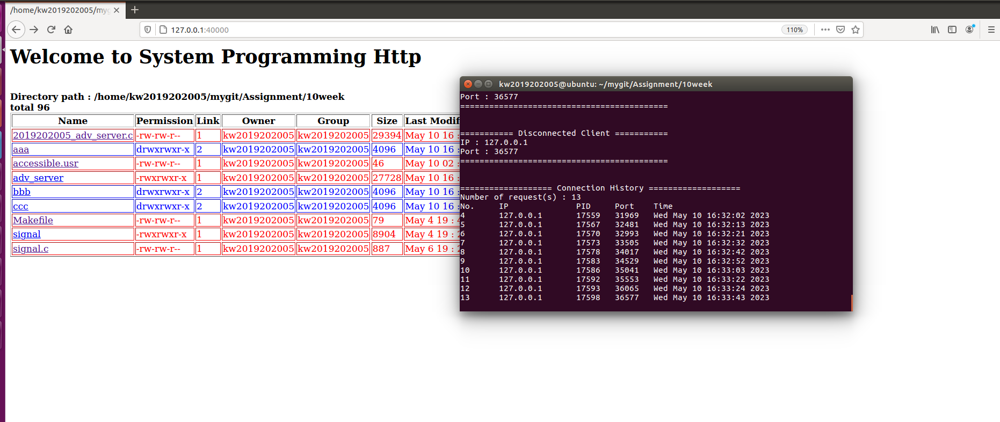 /home/kw2019202005/myg
127.0.0.1:40000
110%
Welcome to System Programming Http
Directory path : /home/kw2019202005/mygit/Assignment/10week
total 96
Name Permission Link Owner Group Size Last Modif
2019202005_adv_server.c -rw-rw-r-- 1 kw2019202005 kw2019202005 29394 May 10 16 :
aaa drwxrwxr-x 2 kw2019202005 kw2019202005 4096 May 10 16 :
accessible.usr -rw-rw-r-- 1 kw2019202005 kw2019202005 46 May 10 02 :
adv_server -rwxrwxr-x 1 kw2019202005 kw2019202005 27728 May 10 16 :
bbb drwxrwxr-x 2 kw2019202005 kw2019202005 4096 May 10 16 :
ccc drwxrwxr-x 2 kw2019202005 kw2019202005 4096 May 10 16 :
Makefile -rw-rw-r-- 1 kw2019202005 kw2019202005 79 May 4 19 : 4
signal -rwxrwxr-x 1 kw2019202005 kw2019202005 8904 May 4 19 : 2
signal.c -rw-rw-r-- 1 kw2019202005 kw2019202005 887 May 6 19 : 2
kw2019202005@ubuntu: ~/mygit/Assignment/10week
Port : 36577
===========================================
=========== Disconnected Client ===========
IP : 127.0.0.1
Port : 36577
===========================================
=================== Connection History ===================
Number of request(s) : 13
No. IP PID Port Time
4 127.0.0.1 17559 31969 Wed May 10 16:32:02 2023
5 127.0.0.1 17567 32481 Wed May 10 16:32:13 2023
6 127.0.0.1 17570 32993 Wed May 10 16:32:21 2023
7 127.0.0.1 17573 33505 Wed May 10 16:32:32 2023
8 127.0.0.1 17578 34017 Wed May 10 16:32:42 2023
9 127.0.0.1 17583 34529 Wed May 10 16:32:52 2023
10 127.0.0.1 17586 35041 Wed May 10 16:33:03 2023
11 127.0.0.1 17592 35553 Wed May 10 16:33:22 2023
12 127.0.0.1 17593 36065 Wed May 10 16:33:24 2023
13 127.0.0.1 17598 36577 Wed May 10 16:33:43 2023